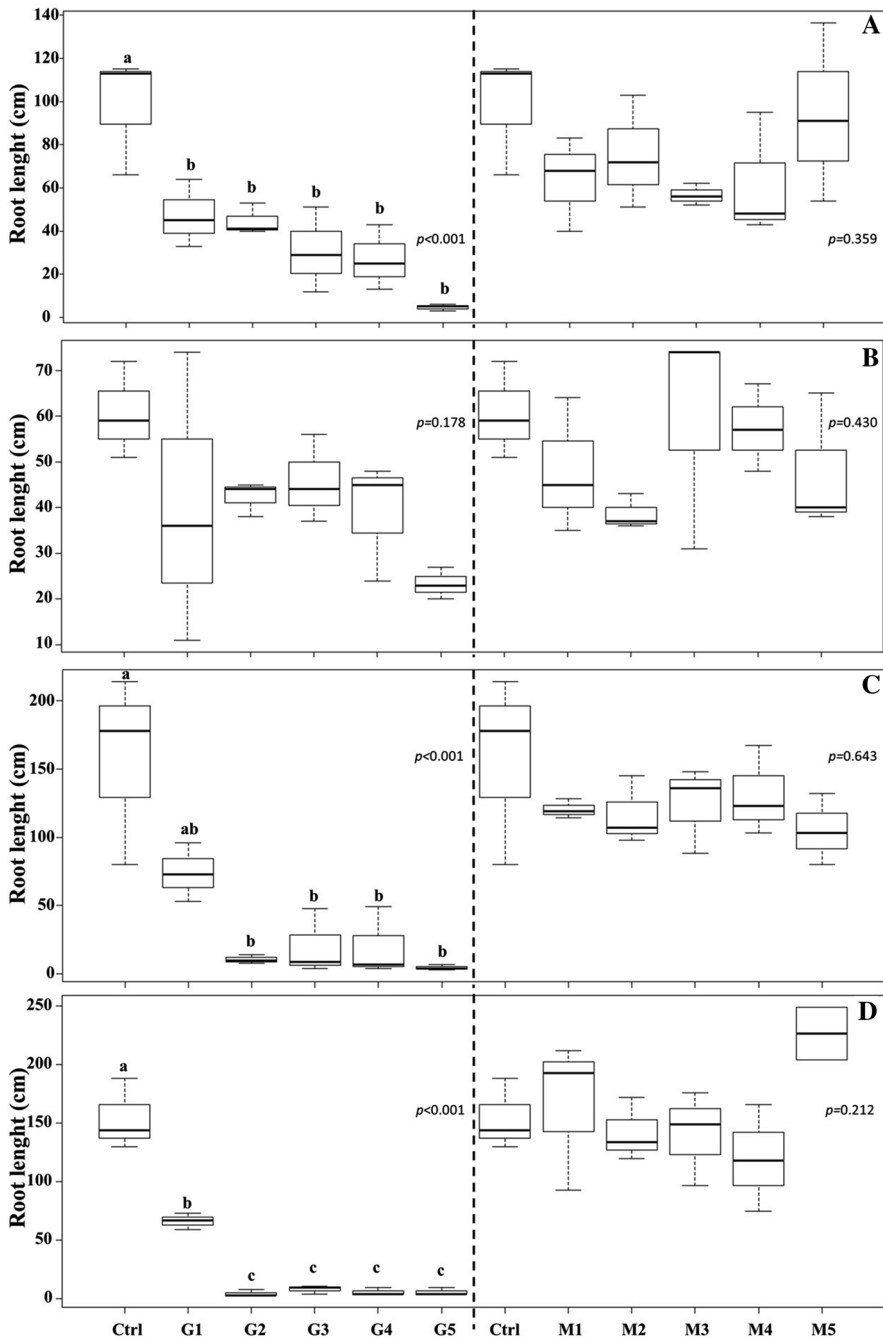 A
Root lenght (cm)
140
120
100
80
60
40
20
0
a
b
b
b
b
b
p<0.001
p=0.359
B
Root lenght (cm)
70
60
50
40
30
20
10
p=0.178
p=0.430
C
Root lenght (cm)
200
150
100
50
0
a
ab
b
b
b
b
p<0.001
p=0.643
D
Root lenght (cm)
250
200
150
100
50
0
a
b
c
c
c
c
p<0.001
p=0.212
Ctrl G1 G2 G3 G4 G5 Ctrl M1 M2 M3 M4 M5